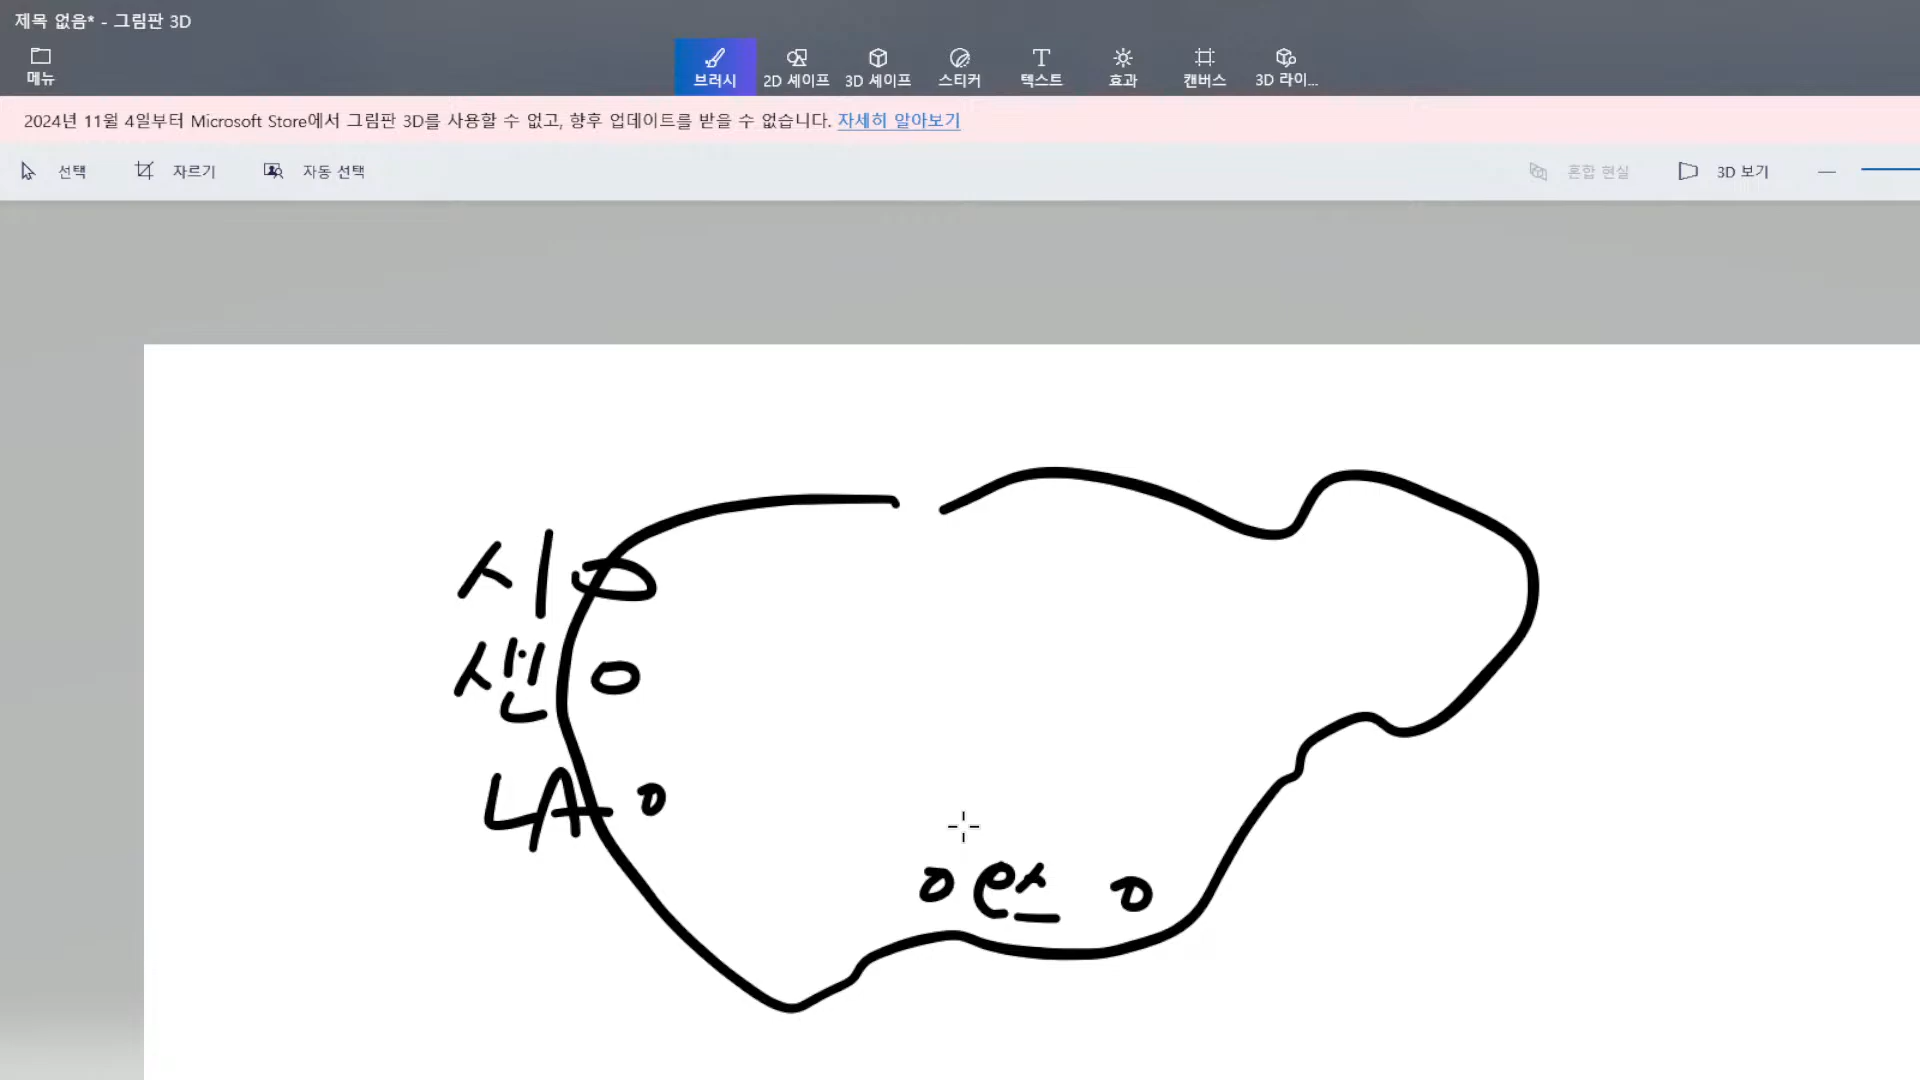 제목 없음* - 그림판 3D
메뉴
브러시
2D 셰이프
3D 셰이프
스티커
텍스트
효과
캔버스
3D 라이...
2024년 11월 4일부터 Microsoft Store에서 그림판 3D를 사용할 수 없고, 향후 업데이트를 받을 수 없습니다. 자세히 알아보기
선택
자르기
자동 선택
혼합 현실
3D 보기
시
샌
LA